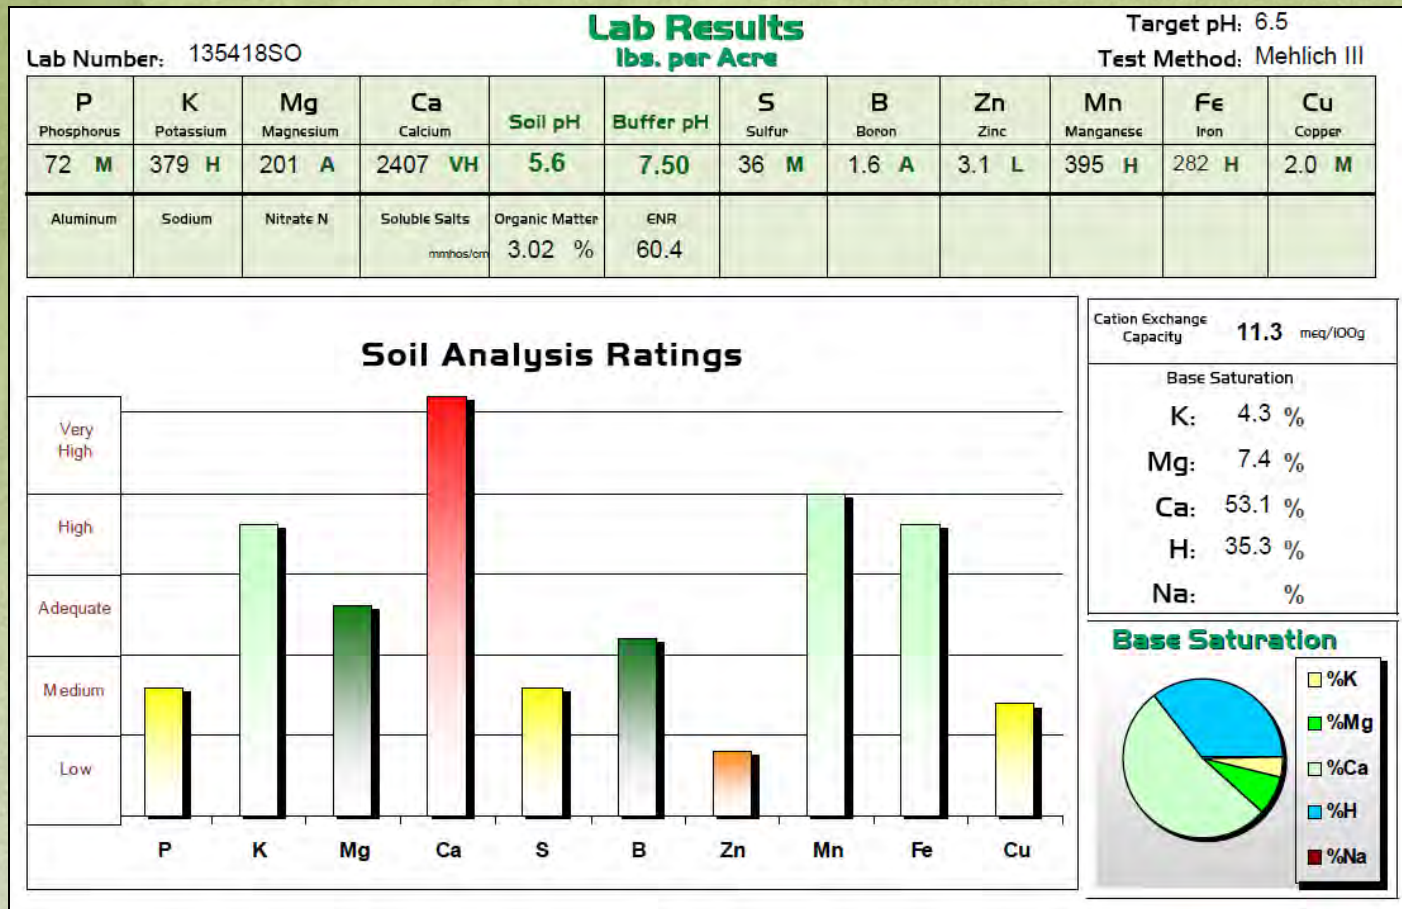 Lab Results
lbs. per Acre
Lab Number: 135418SO
Target pH: 6.5
Test Method: Mehlich III
P K Mg Ca Soil pH Buffer pH S B Zn Mn Fe Cu
Phosphorus Potassium Magnesium Calcium Sulfur Boron Zinc Manganese Iron Copper
72 M 379 H 201 A 2407 VH 5.6 7.50 36 M 1.6 A 3.1 L 395 H 282 H 2.0 M
Aluminum Sodium Nitrate N Soluble Salts Organic Matter ENR
mmhos/cm 3.02 % 60.4
Soil Analysis Ratings
Very
High
High
Adequate
Medium
Low
P K Mg Ca S B Zn Mn Fe Cu
Cation Exchange
Capacity 11.3 meq/100g
Base Saturation
K: 4.3 %
Mg: 7.4 %
Ca: 53.1 %
H: 35.3 %
Na: %
Base Saturation
%K
%Mg
%Ca
%H
%Na